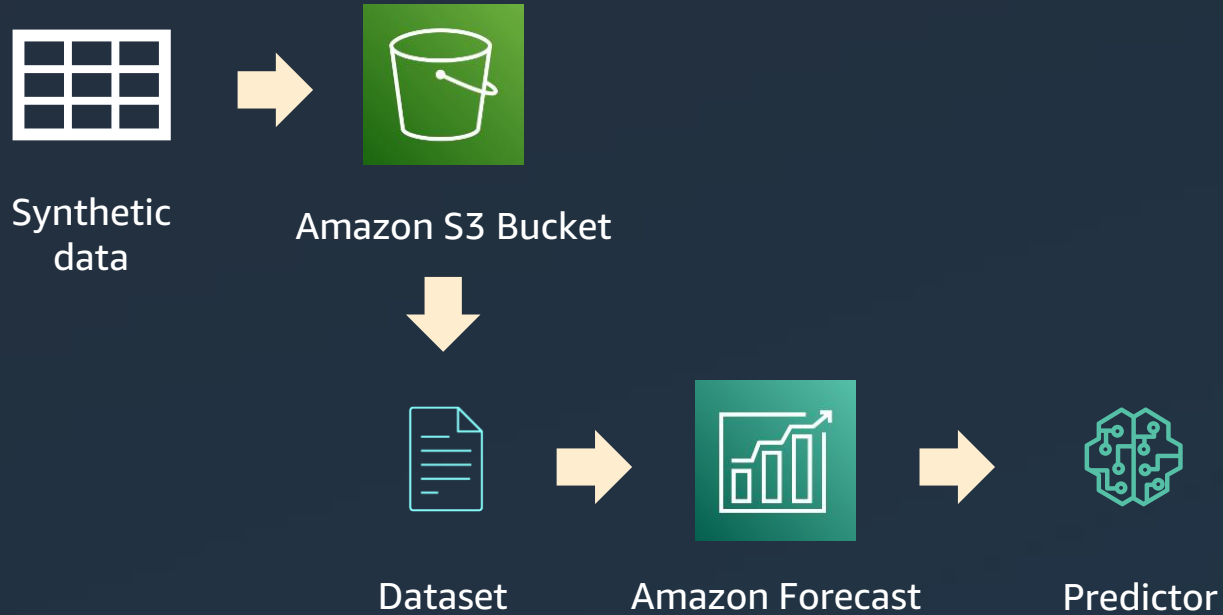 Synthetic
data
Amazon S3 Bucket
Dataset
Amazon Forecast
Predictor